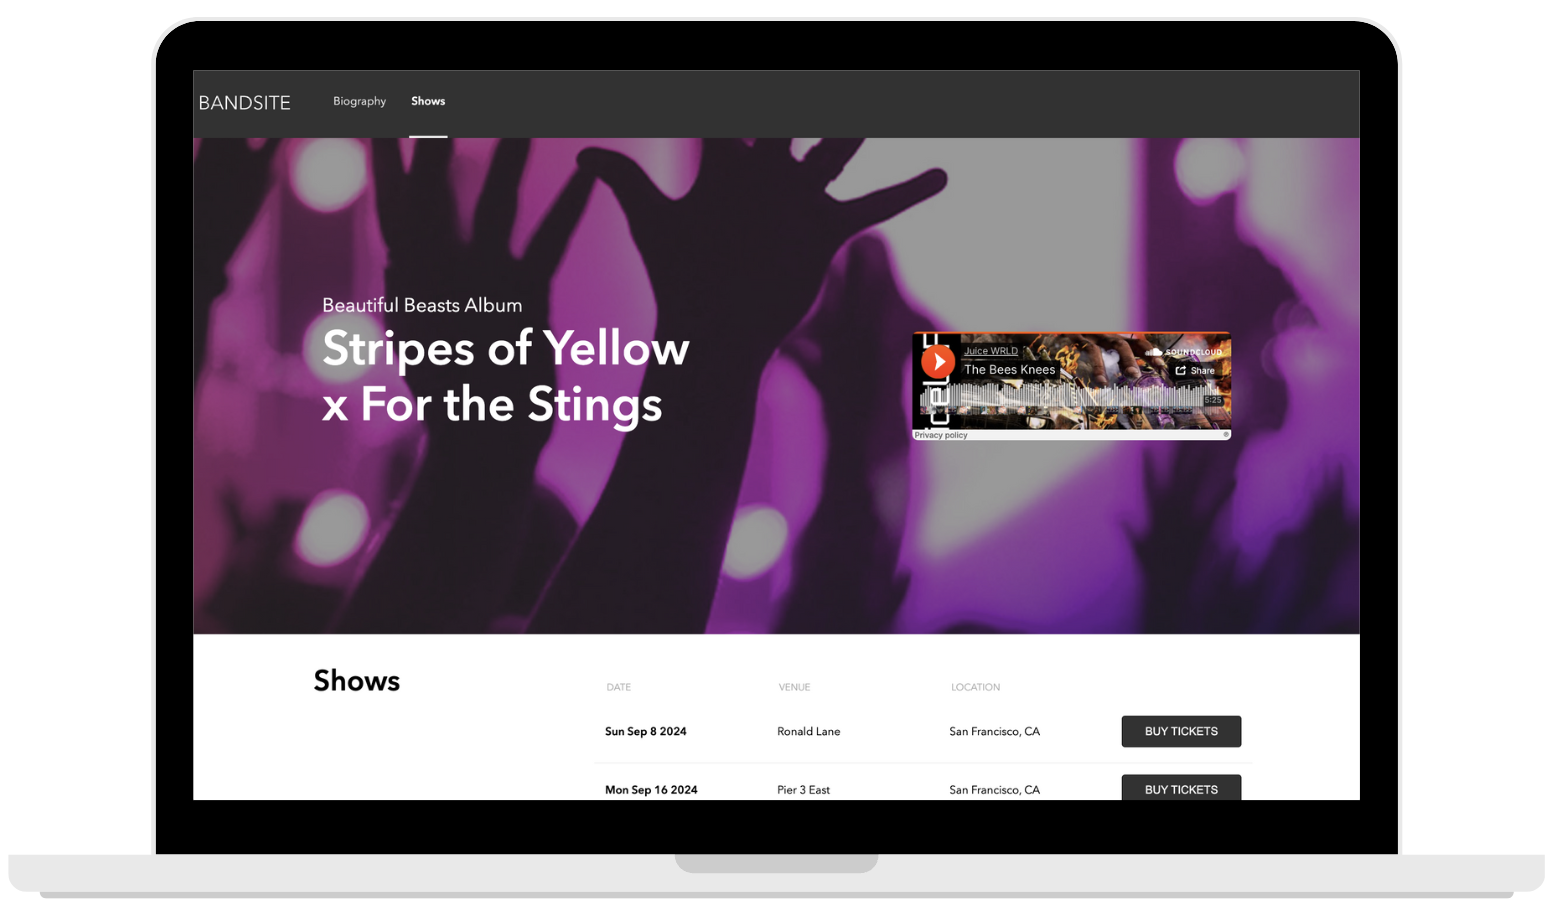 BANDSITE
Biography
Shows
Beautiful Beasts Album
Stripes of Yellow
x For the Stings
Juice WRLD
The Bees Knees
SOUNDCLOUD
Share
5:25
Privacy policy
Shows
DATE VENUE LOCATION
Sun Sep 8 2024 Ronald Lane San Francisco, CA BUY TICKETS
Mon Sep 16 2024 Pier 3 East San Francisco, CA BUY TICKETS